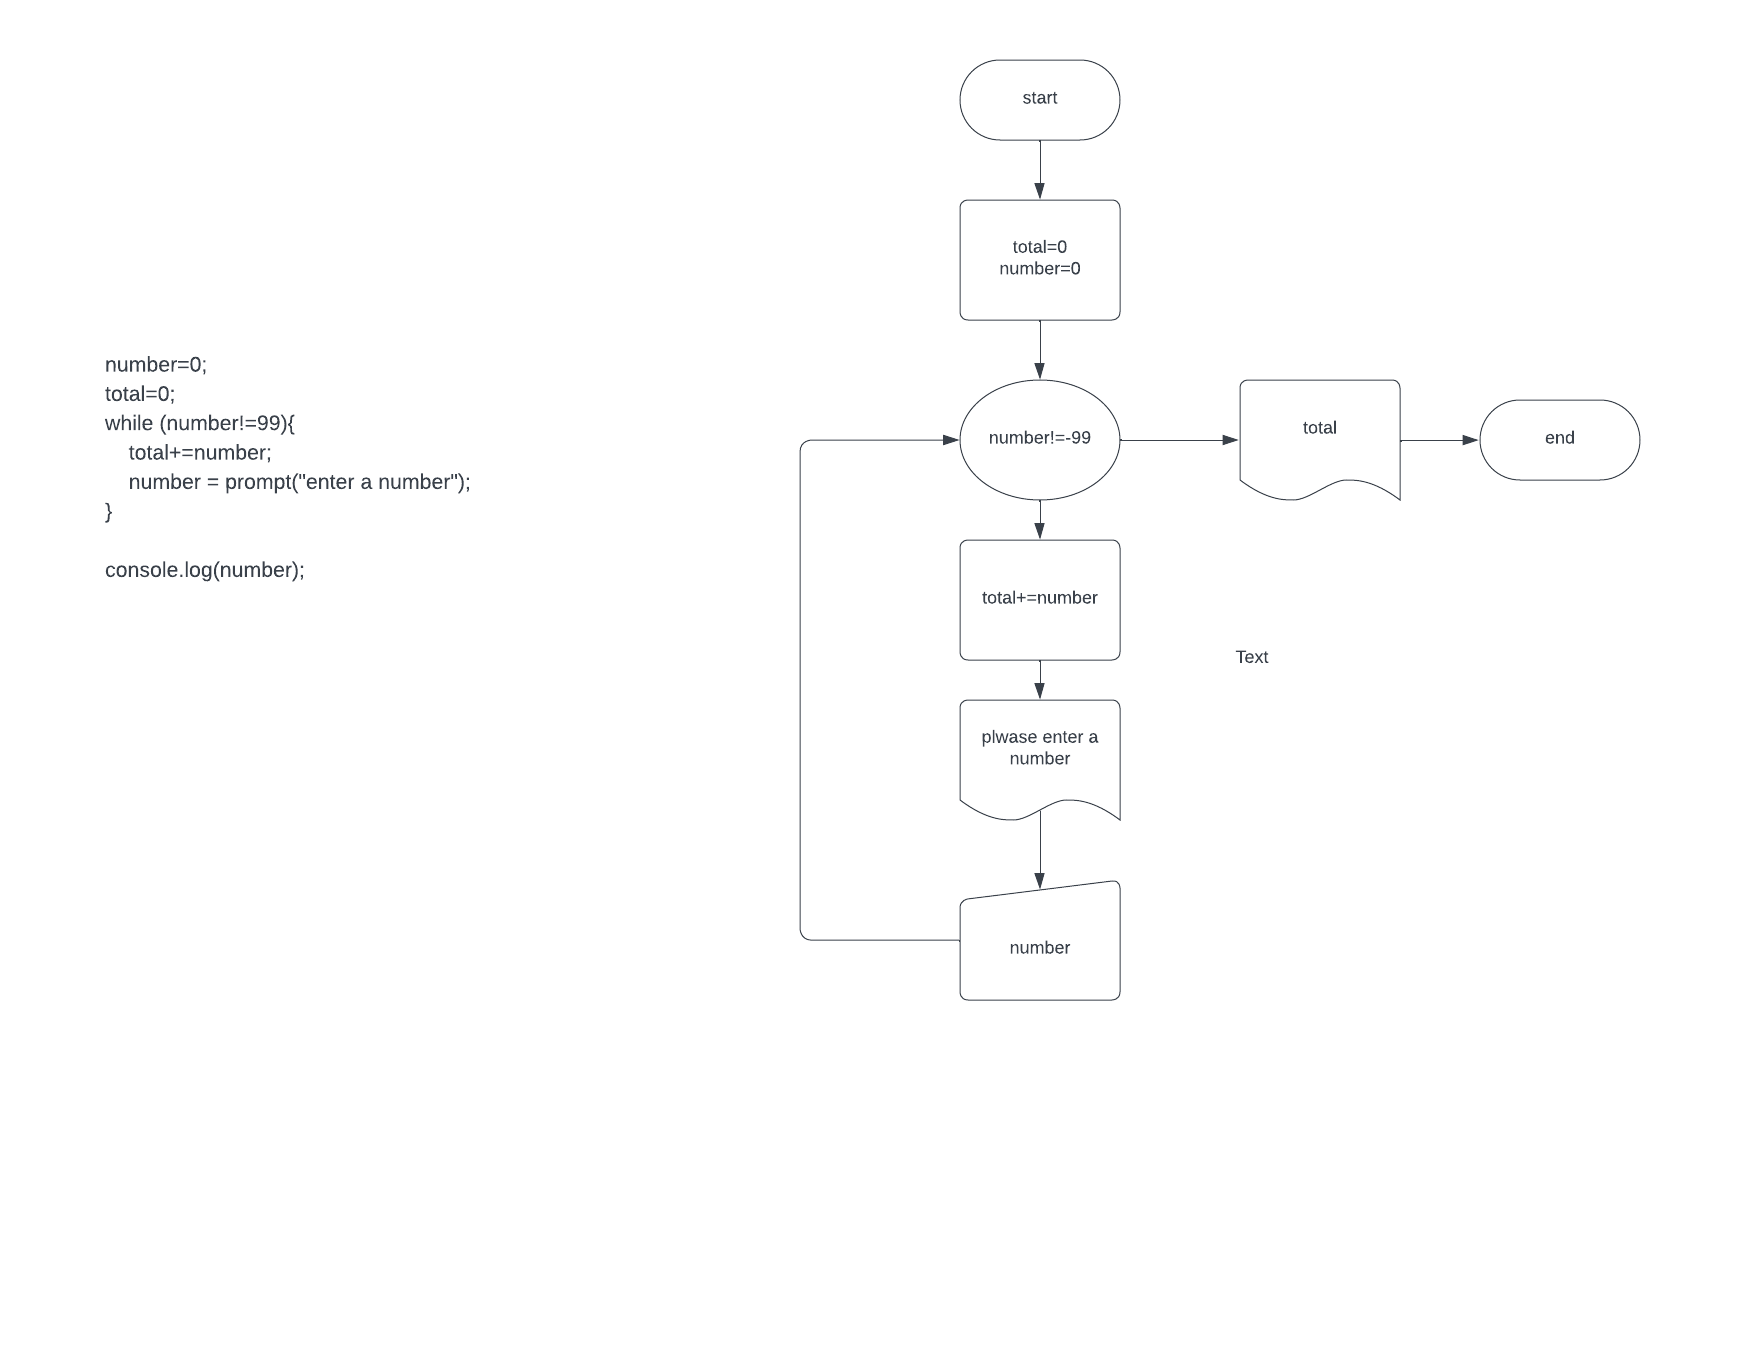 start
total=0
number=0
number=0;
total=0;
while (number!=99){
total+=number;
number = prompt("enter a number");
}
console.log(number);
number!=-99
total
end
total+=number
Text
plwase enter a
number
number